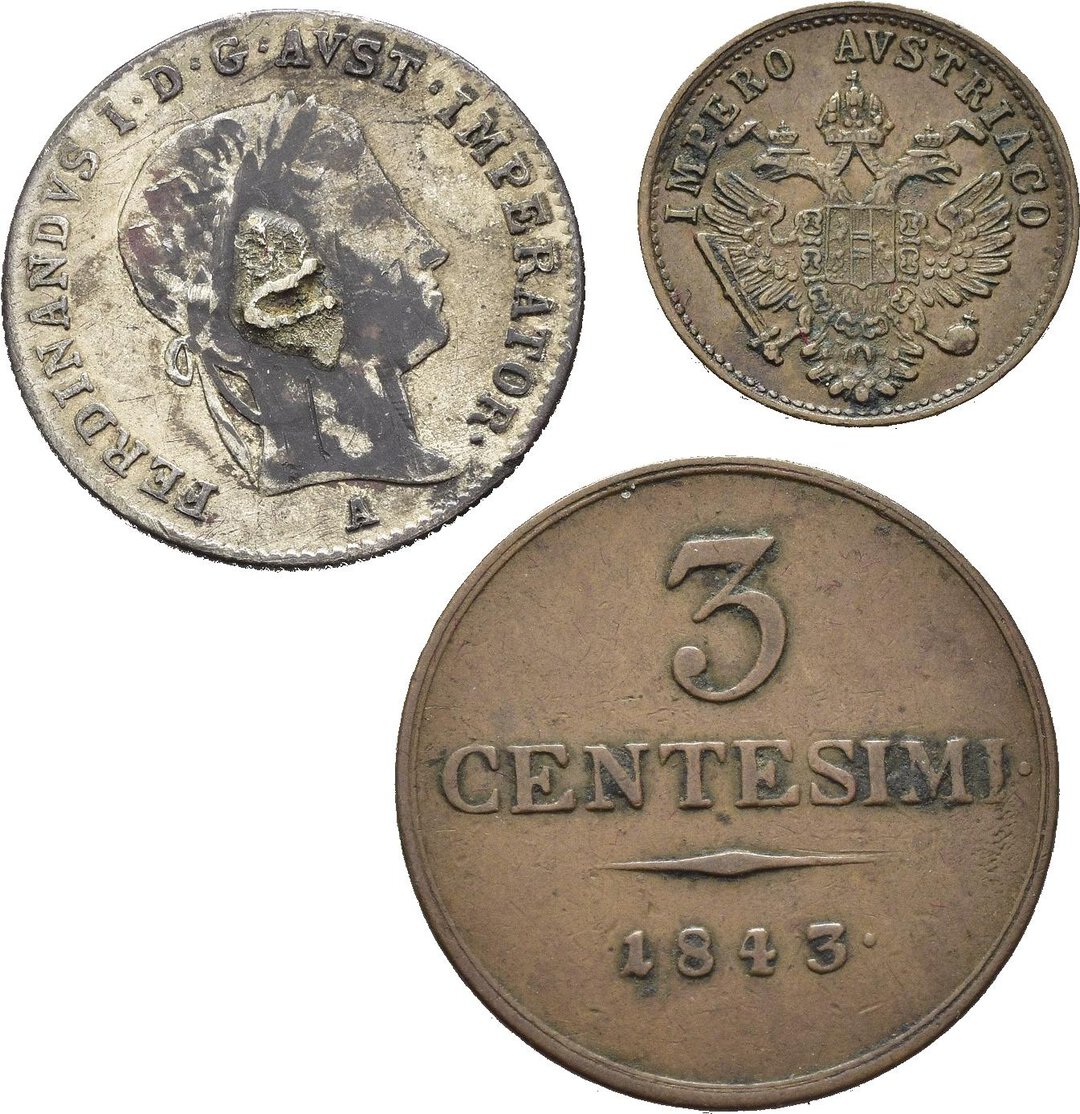 FERDINANDVS I · D · G · AVST · IMPERATOR.
A
IMPERO AVSTRIACO
3
CENTESIMI·
·1843·